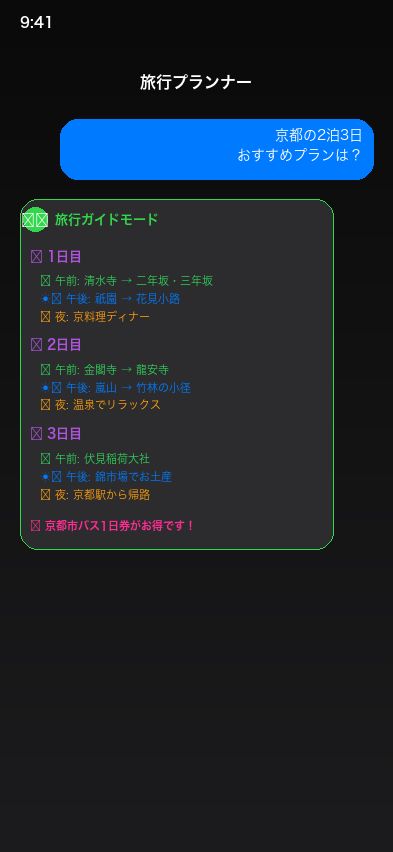 9:41
旅行プランナー
京都の2泊3日
おすすめプランは？
旅行ガイドモード
1日目
午前: 清水寺 → 二年坂・三年坂
午後: 祇園 → 花見小路
夜: 京料理ディナー
2日目
午前: 金閣寺 → 龍安寺
午後: 嵐山 → 竹林の小径
夜: 温泉でリラックス
3日目
午前: 伏見稲荷大社
午後: 錦市場でお土産
夜: 京都駅から帰路
京都市バス1日券がお得です！